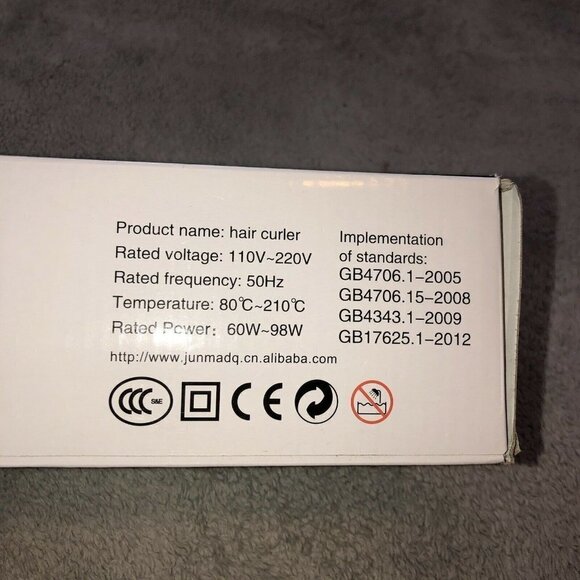 Product name: hair curler
Rated voltage: 110V~220V
Rated frequency: 50Hz
Temperature: 80℃~210℃
Rated Power: 60W~98W
http://www.junmadq.cn.alibaba.com
Implementation
of standards:
GB4706.1-2005
GB4706.15-2008
GB4343.1-2009
GB17625.1-2012
CCC S&E CE